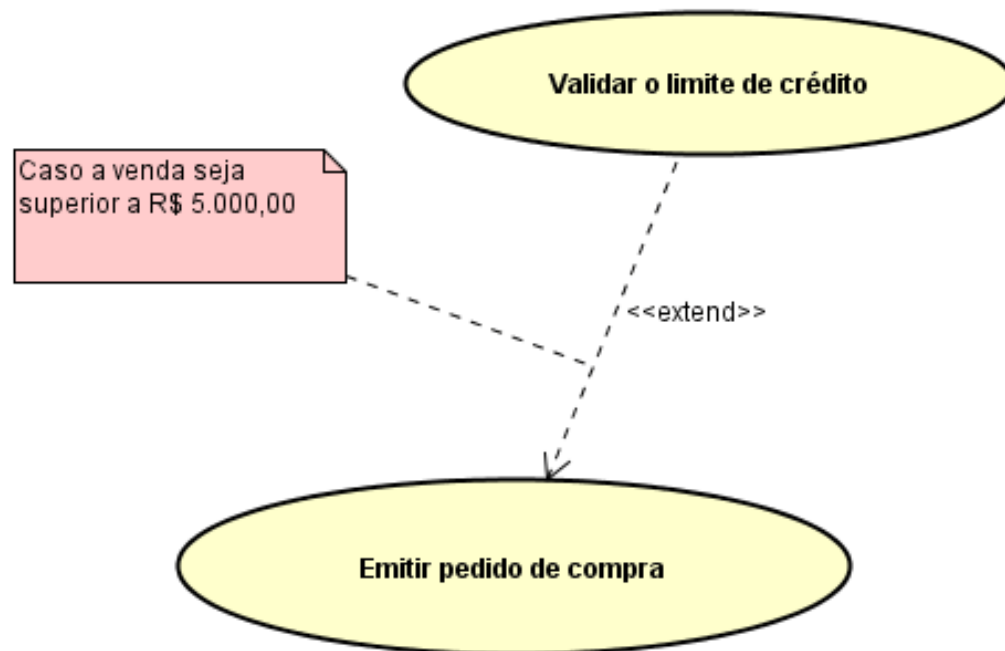 Validar o limite de crédito
Caso a venda seja
superior a R$ 5.000,00
<<extend>>
Emitir pedido de compra